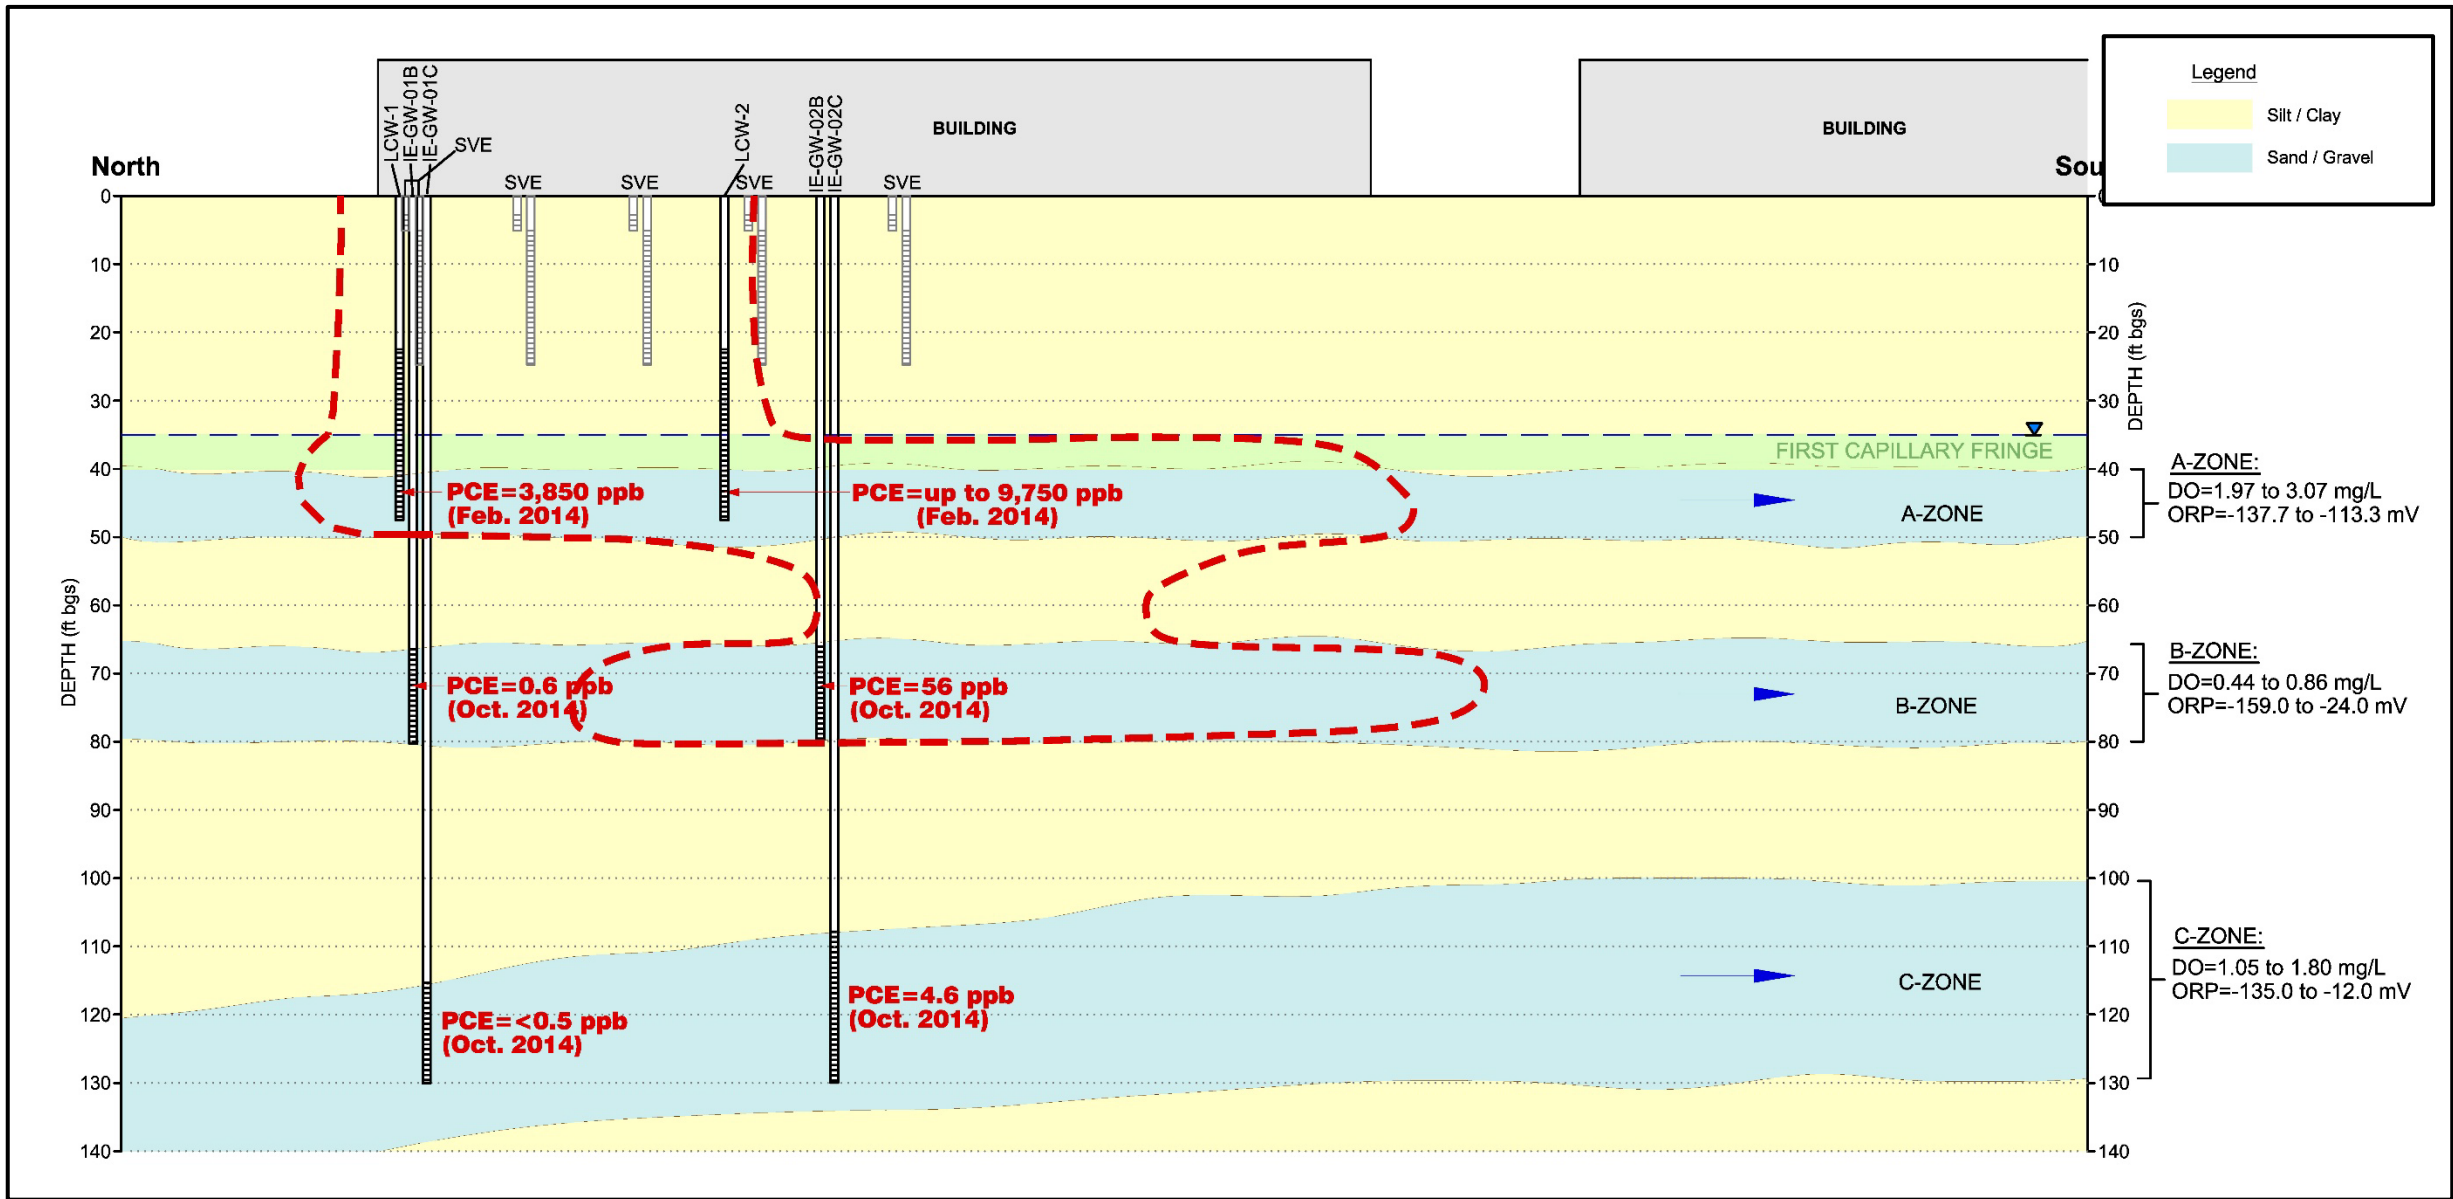 Legend
Silt / Clay
Sand / Gravel
BUILDING
BUILDING
LCW-1
IE-GW-01B
IE-GW-01C
SVE
LCW-2
IE-GW-02B
IE-GW-02C
North
Sou
SVE
SVE
SVE
SVE
0
10
20
30
40
50
60
70
80
90
100
110
120
130
140
DEPTH (ft bgs)
FIRST CAPILLARY FRINGE
PCE=3,850 ppb
(Feb. 2014)
PCE=up to 9,750 ppb
(Feb. 2014)
A-ZONE
PCE=0.6 ppb
(Oct. 2014)
PCE=56 ppb
(Oct. 2014)
B-ZONE
PCE=<0.5 ppb
(Oct. 2014)
PCE=4.6 ppb
(Oct. 2014)
C-ZONE
10
20
30
40
50
60
70
80
90
100
110
120
130
140
DEPTH (ft bgs)
A-ZONE:
DO=1.97 to 3.07 mg/L
ORP=-137.7 to -113.3 mV
B-ZONE:
DO=0.44 to 0.86 mg/L
ORP=-159.0 to -24.0 mV
C-ZONE:
DO=1.05 to 1.80 mg/L
ORP=-135.0 to -12.0 mV